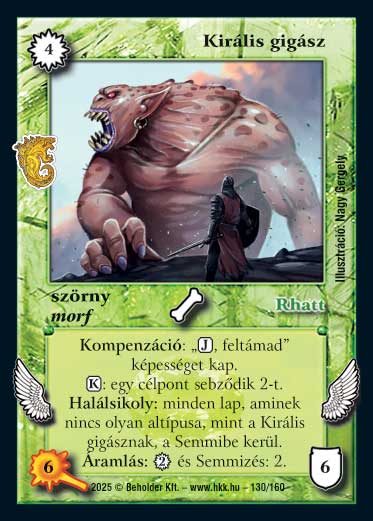 4
Királis gigász
Illusztráció: Nagy Gergely
szörny
morf
Rhatt
Kompenzáció: „J, feltámad”
képességet kap.
K: egy célpont sebződik 2-t.
Halálsikoly: minden lap, aminek
nincs olyan altípusa, mint a Királis
gigásznak, a Semmibe kerül.
Áramlás: 2 és Semmizés: 2.
6
6
2025 © Beholder Kft. – www.hkk.hu – 130/160